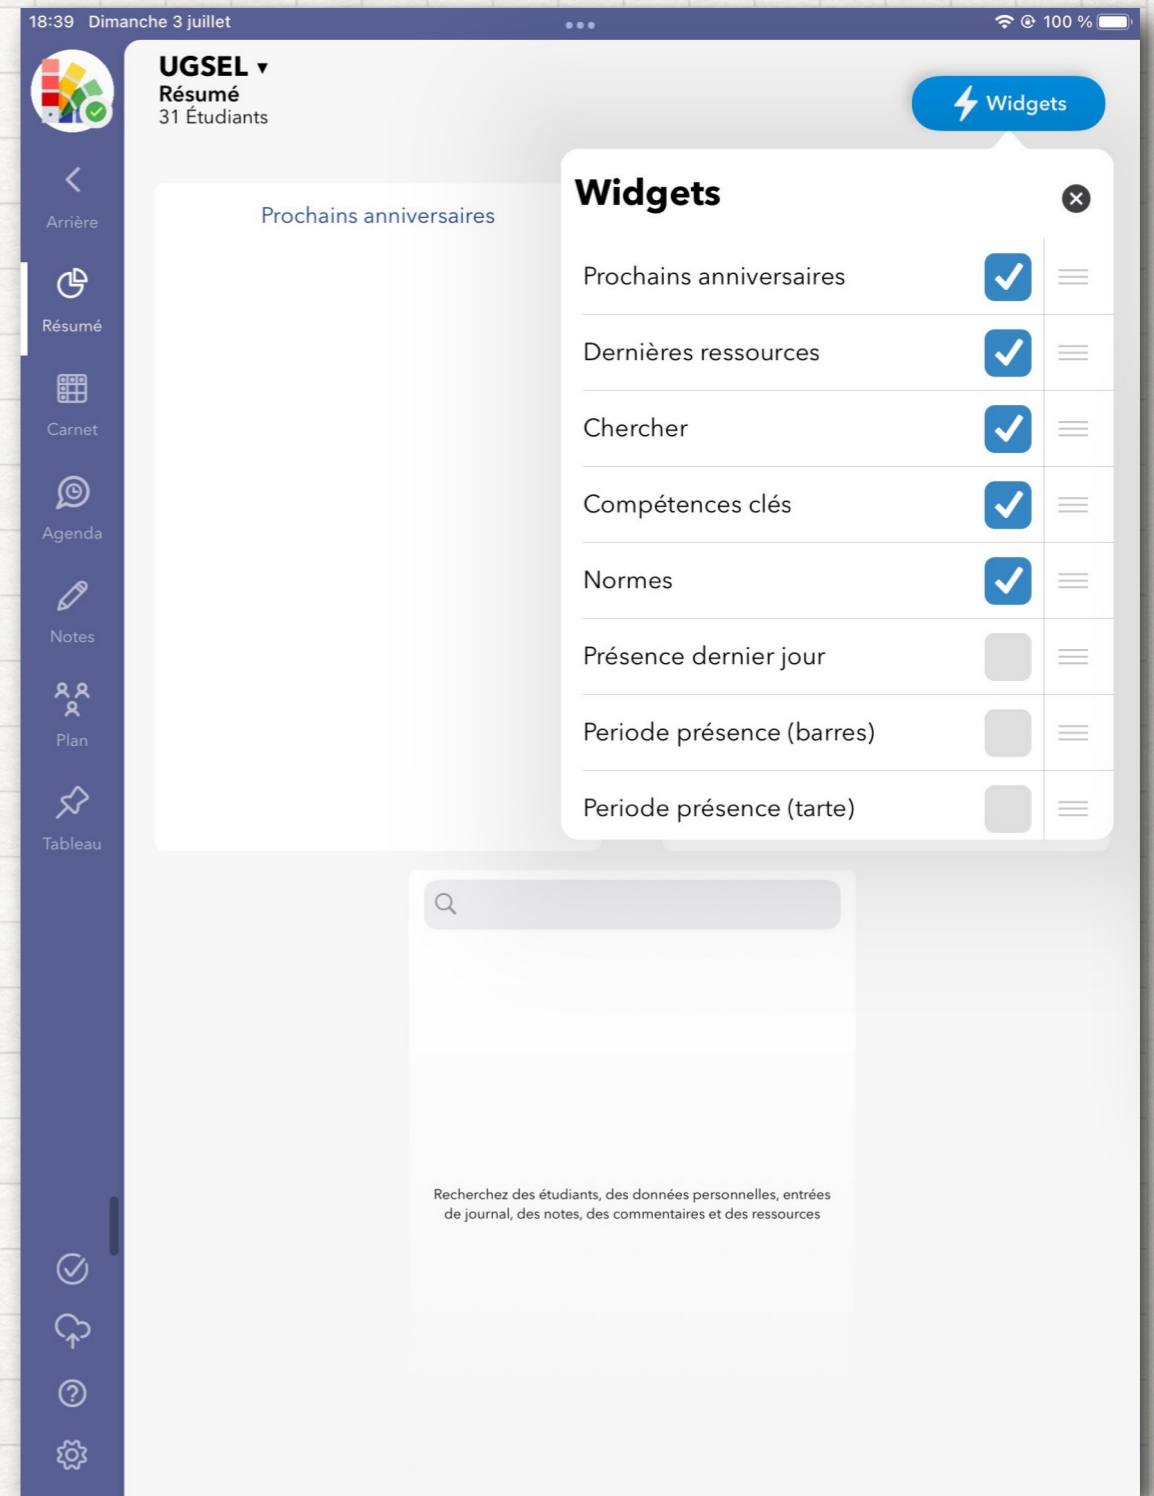 18:39 Dimanche 3 juillet
100 %
UGSEL ▾
Résumé
31 Étudiants
Widgets
Arrière
Résumé
Carnet
Agenda
Notes
Plan
Tableau
Prochains anniversaires
Widgets
Prochains anniversaires
Dernières ressources
Chercher
Compétences clés
Normes
Présence dernier jour
Periode présence (barres)
Periode présence (tarte)
Recherchez des étudiants, des données personnelles, entrées
de journal, des notes, des commentaires et des ressources